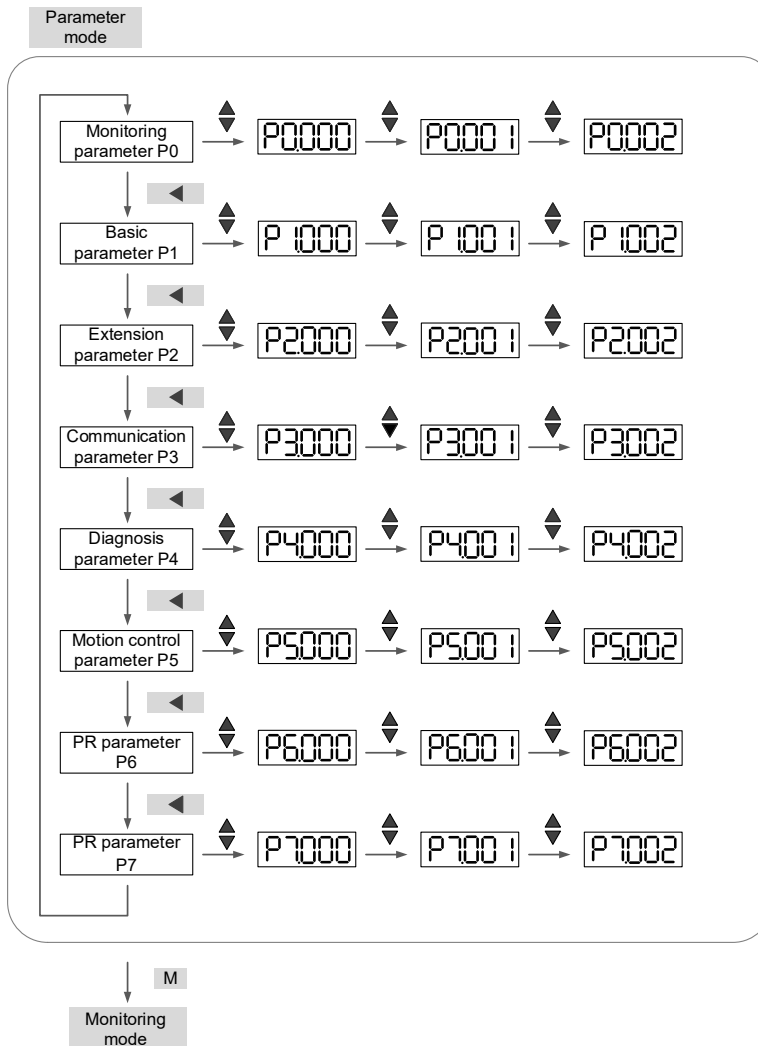 Parameter
mode
Monitoring
parameter P0
P0.000
P0.001
P0.002
Basic
parameter P1
P1.000
P1.001
P1.002
Extension
parameter P2
P2.000
P2.001
P2.002
Communication
parameter P3
P3.000
P3.001
P3.002
Diagnosis
parameter P4
P4.000
P4.001
P4.002
Motion control
parameter P5
P5.000
P5.001
P5.002
PR parameter
P6
P6.000
P6.001
P6.002
PR parameter
P7
P7.000
P7.001
P7.002
M
Monitoring
mode